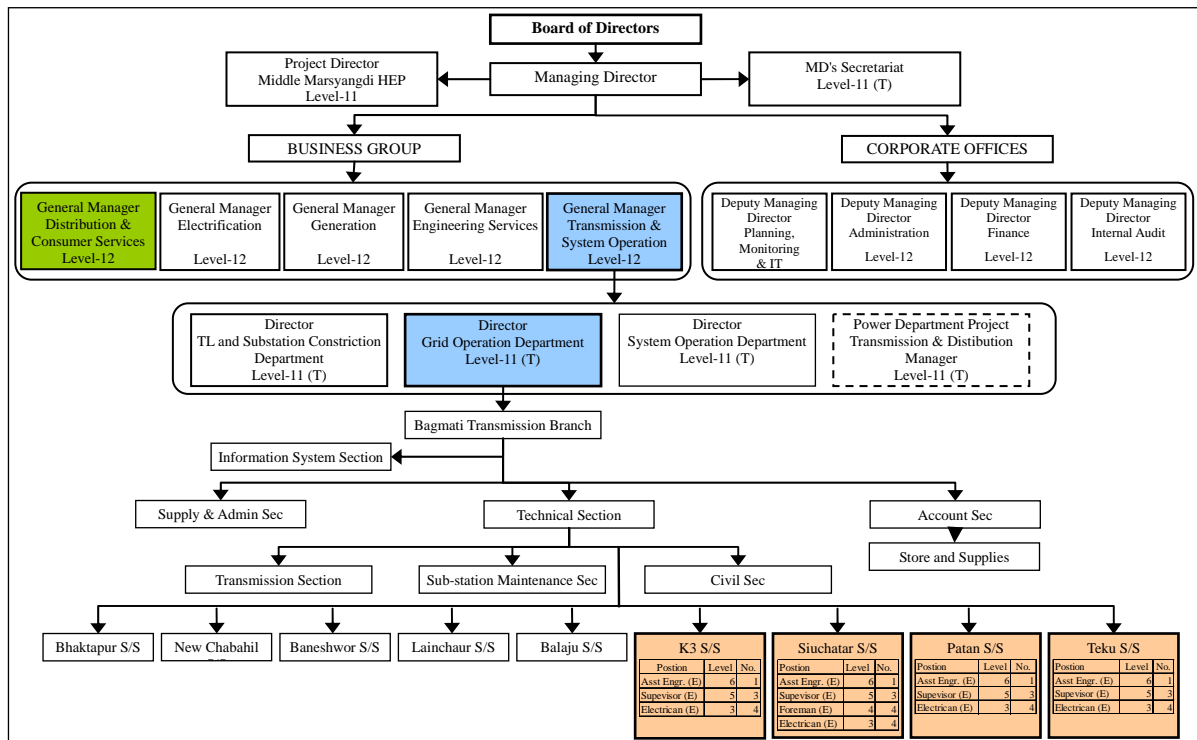 Board of Directors
Project Director
Middle Marsyangdi HEP
Level-11
Managing Director
MD's Secretariat
Level-11 (T)
BUSINESS GROUP
CORPORATE OFFICES
General Manager
Distribution &
Consumer Services
Level-12
General Manager
Electrification
Level-12
General Manager
Generation
Level-12
General Manager
Engineering Services
Level-12
General Manager
Transmission &
System Operation
Level-12
Deputy Managing
Director
Planning,
Monitoring
& IT
Deputy Managing
Director
Administration
Level-12
Deputy Managing
Director
Finance
Level-12
Deputy Managing
Director
Internal Audit
Level-12
Director
TL and Substation Constriction
Department
Level-11 (T)
Director
Grid Operation Department
Level-11 (T)
Director
System Operation Department
Level-11 (T)
Power Department Project
Transmission & Distibution
Manager
Level-11 (T)
Bagmati Transmission Branch
Information System Section
Supply & Admin Sec
Technical Section
Account Sec
Store and Supplies
Transmission Section
Sub-station Maintenance Sec
Civil Sec
Bhaktapur S/S
New Chabahil
Baneshwor S/S
Lainchaur S/S
Balaju S/S
K3 S/S
Postion Level No.
Asst Engr. (E) 6 1
Supevisor (E) 5 3
Electrican (E) 3 4
Siuchatar S/S
Postion Level No.
Asst Engr. (E) 6 1
Supevisor (E) 5 3
Foreman (E) 4 4
Electrican (E) 3 4
Patan S/S
Postion Level No.
Asst Engr. (E) 6 1
Supevisor (E) 5 3
Electrican (E) 3 4
Teku S/S
Postion Level No.
Asst Engr. (E) 6 1
Supevisor (E) 5 3
Electrican (E) 3 4